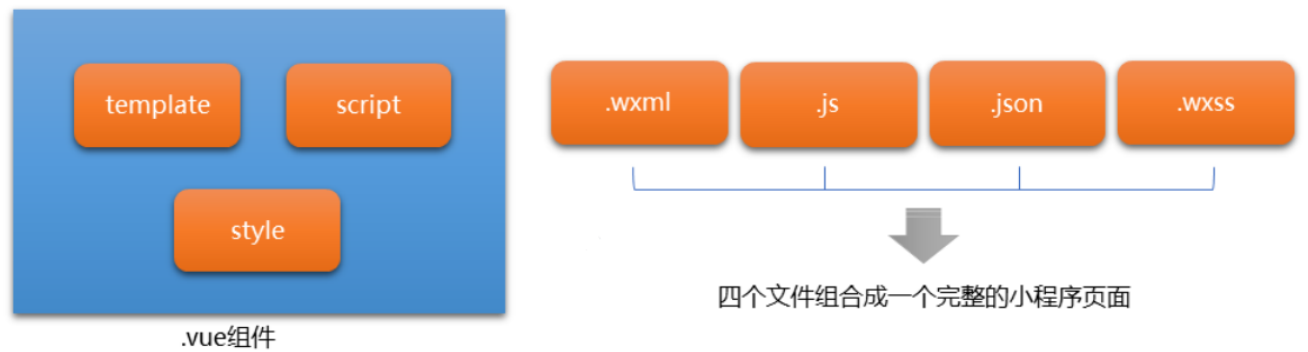 template
script
style
.vue组件
.wxml
.js
.json
.wxss
四个文件组合成一个完整的小程序页面